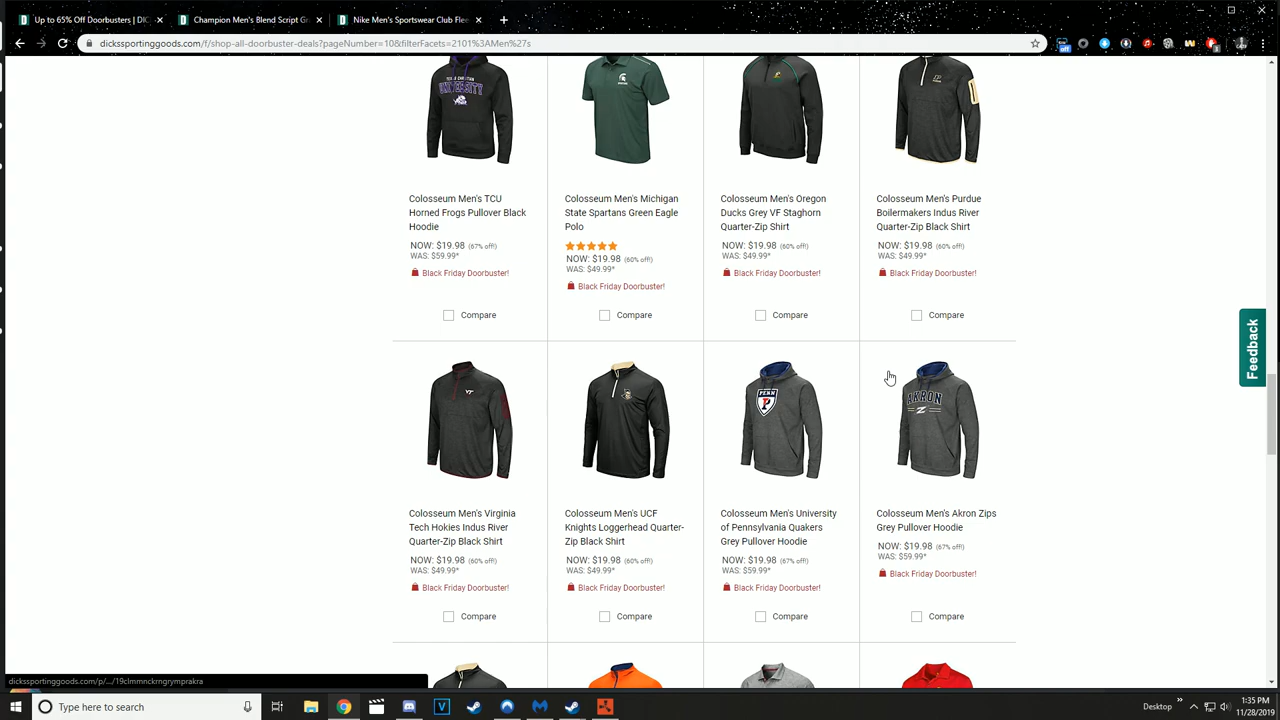 Up to 65% Off Doorbusters | DIC
Champion Men's Blend Script Gr
Nike Men's Sportswear Club Flee
dickssportinggoods.com/f/shop-all-doorbuster-deals?pageNumber=10&filterFacets=2101%3AMen%27s
off
TEXAS CHRISTIAN
UNIVERSITY
Colosseum Men's TCU
Horned Frogs Pullover Black
Hoodie
NOW: $19.98 (67% off!)
WAS: $59.99*
Black Friday Doorbuster!
Compare
Colosseum Men's Michigan
State Spartans Green Eagle
Polo
NOW: $19.98 (60% off!)
WAS: $49.99*
Black Friday Doorbuster!
Compare
Colosseum Men's Oregon
Ducks Grey VF Staghorn
Quarter-Zip Shirt
NOW: $19.98 (60% off!)
WAS: $49.99*
Black Friday Doorbuster!
Compare
Colosseum Men's Purdue
Boilermakers Indus River
Quarter-Zip Black Shirt
NOW: $19.98 (60% off!)
WAS: $49.99*
Black Friday Doorbuster!
Compare
Feedback
VT
Colosseum Men's Virginia
Tech Hokies Indus River
Quarter-Zip Black Shirt
NOW: $19.98 (60% off!)
WAS: $49.99*
Black Friday Doorbuster!
Compare
Colosseum Men's UCF
Knights Loggerhead Quarter-
Zip Black Shirt
NOW: $19.98 (60% off!)
WAS: $49.99*
Black Friday Doorbuster!
Compare
PENN
P
Colosseum Men's University
of Pennsylvania Quakers
Grey Pullover Hoodie
NOW: $19.98 (67% off!)
WAS: $59.99*
Black Friday Doorbuster!
Compare
AKRON
Z
Colosseum Men's Akron Zips
Grey Pullover Hoodie
NOW: $19.98 (67% off!)
WAS: $59.99*
Black Friday Doorbuster!
Compare
dickssportinggoods.com/p/.../19clmmnckrngrymprakra
Type here to search
Desktop
1:35 PM
11/28/2019